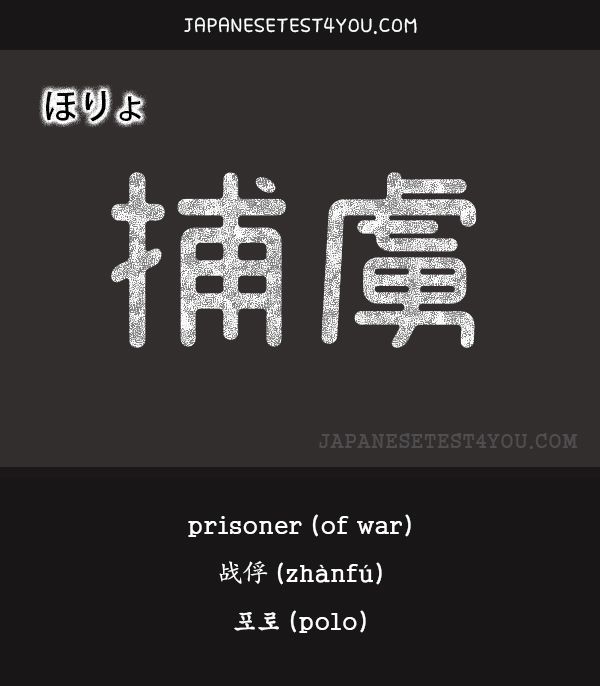 JAPANESETEST4YOU.COM
ほりょ
捕虜
JAPANESETEST4YOU.COM
prisoner (of war)
战俘 (zhànfú)
포로 (polo)